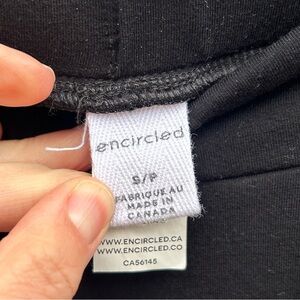 encircled
S/P
FABRIQUE AU
MADE IN
CANADA
WWW.ENCIRCLED.CA
WWW.ENCIRCLED.CO
CA56145